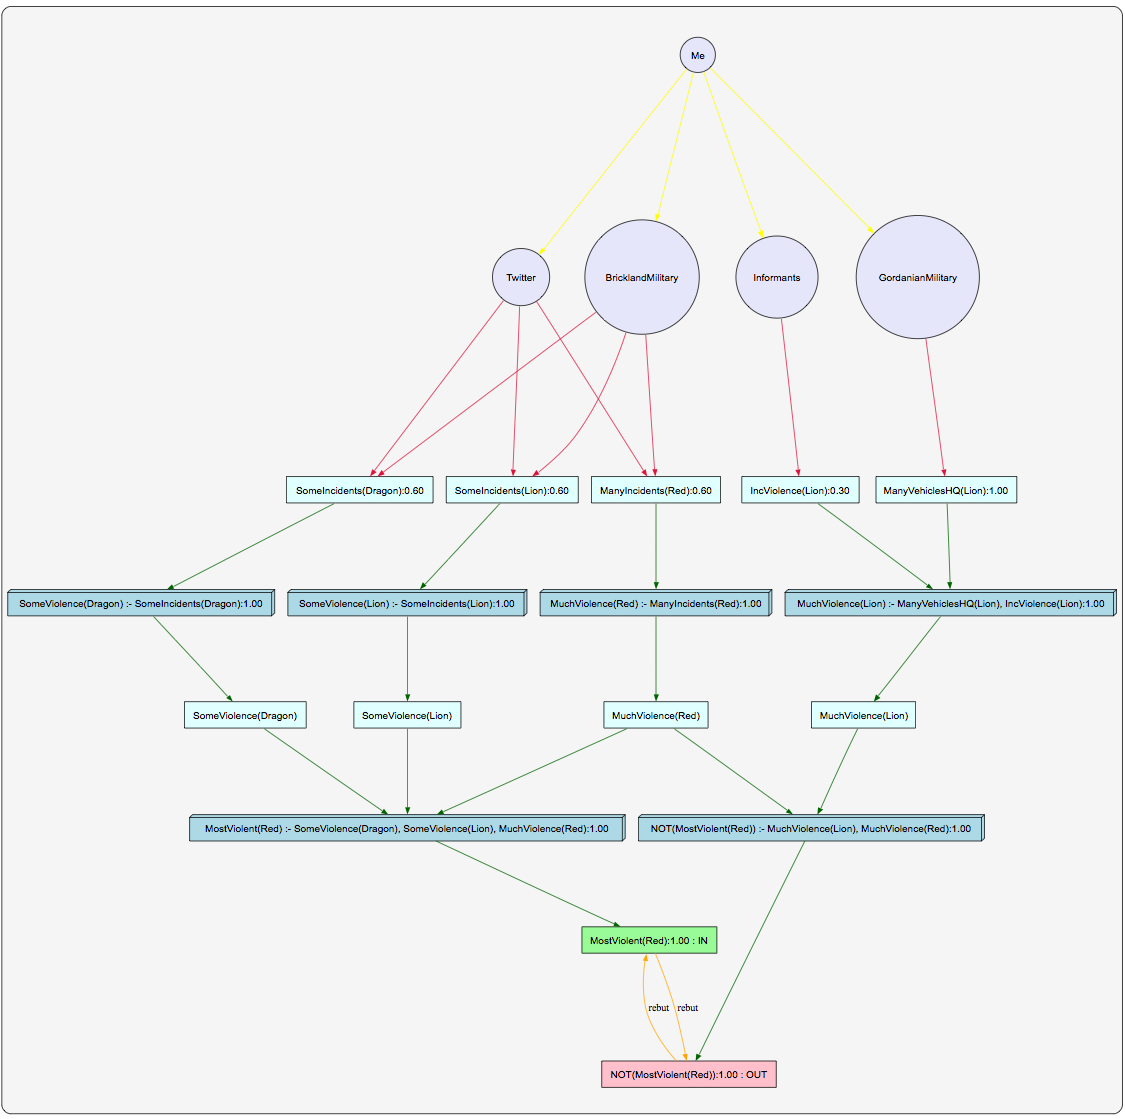 Me
Twitter
BricklandMilitary
Informants
GordanianMilitary
SomeIncidents(Dragon):0.60
SomeIncidents(Lion):0.60
ManyIncidents(Red):0.60
IncViolence(Lion):0.30
ManyVehiclesHQ(Lion):1.00
SomeViolence(Dragon) :- SomeIncidents(Dragon):1.00
SomeViolence(Lion) :- SomeIncidents(Lion):1.00
MuchViolence(Red) :- ManyIncidents(Red):1.00
MuchViolence(Lion) :- ManyVehiclesHQ(Lion), IncViolence(Lion):1.00
SomeViolence(Dragon)
SomeViolence(Lion)
MuchViolence(Red)
MuchViolence(Lion)
MostViolent(Red) :- SomeViolence(Dragon), SomeViolence(Lion), MuchViolence(Red):1.00
NOT(MostViolent(Red)) :- MuchViolence(Lion), MuchViolence(Red):1.00
MostViolent(Red):1.00 : IN
rebut
rebut
NOT(MostViolent(Red)):1.00 : OUT